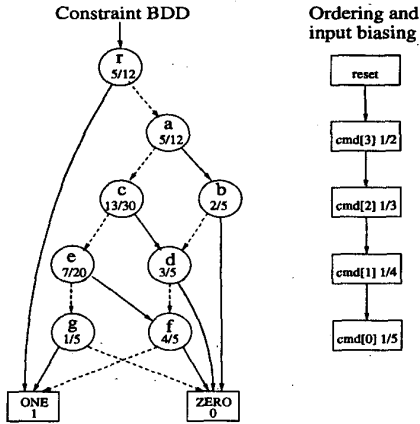 Constraint BDD
Ordering and
input biasing
r
5/12
reset
a
5/12
cmd[3] 1/2
c
13/30
b
2/5
cmd[2] 1/3
e
7/20
d
3/5
cmd[1] 1/4
g
1/5
f
4/5
cmd[0] 1/5
ONE
1
ZERO
0